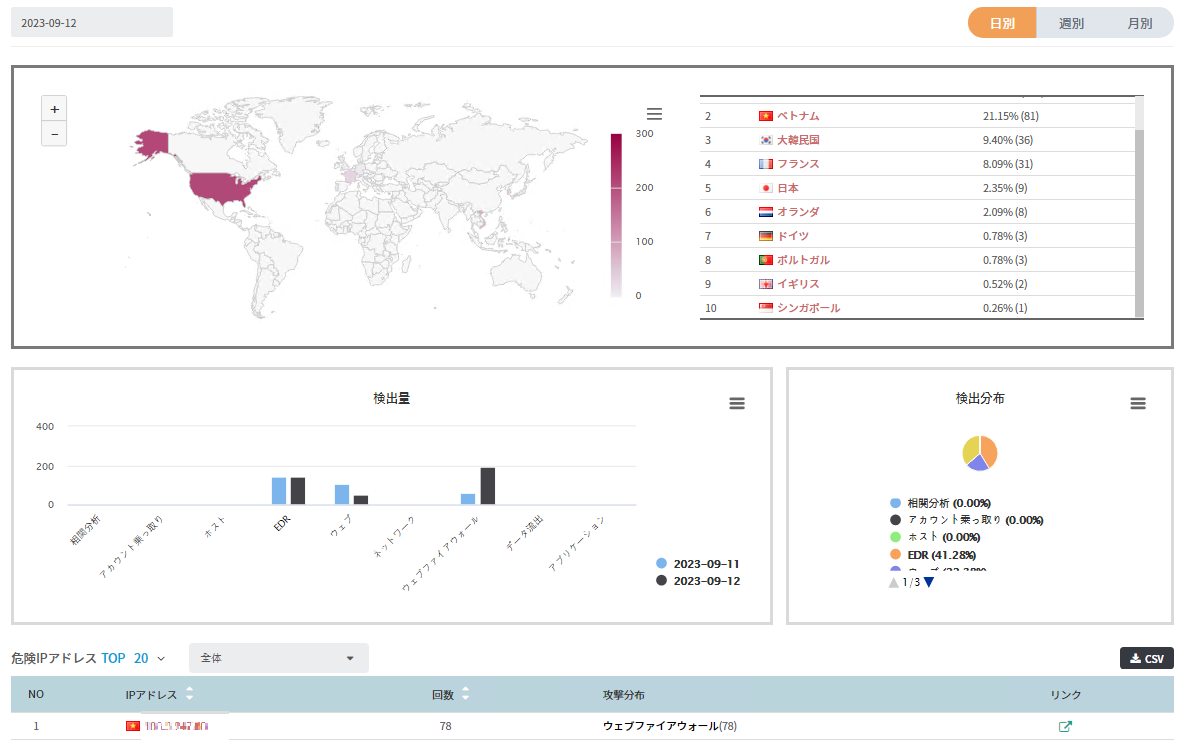 2023-09-12
日別 週別 月別
+
−
300
200
100
0
2 ベトナム 21.15% (81)
3 大韓民国 9.40% (36)
4 フランス 8.09% (31)
5 日本 2.35% (9)
6 オランダ 2.09% (8)
7 ドイツ 0.78% (3)
8 ポルトガル 0.78% (3)
9 イギリス 0.52% (2)
10 シンガポール 0.26% (1)
検出量
400
200
0
相関分析
アカウント乗っ取り
ホスト
EDR
ウェブ
ネットワーク
ウェブファイアウォール
データ流出
アプリケーション
2023-09-11
2023-09-12
検出分布
相関分析 (0.00%)
アカウント乗っ取り (0.00%)
ホスト (0.00%)
EDR (41.28%)
1/3
危険IPアドレス TOP 20 全体
CSV
NO IPアドレス 回数 攻撃分布 リンク
1 78 ウェブファイアウォール(78)